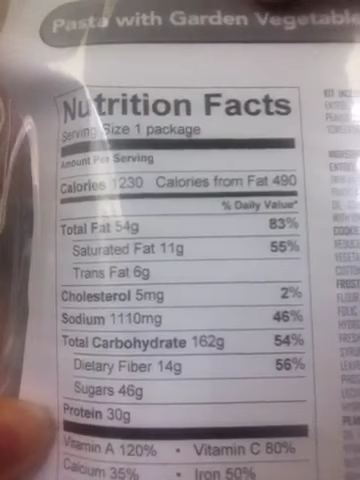 Pasta with Garden
Nutrition Facts
Serving Size 1 package
Amount Per Serving
Calories 1230 Calories from Fat 490
% Daily Value*
Total Fat 54g 83%
Saturated Fat 11g 55%
Trans Fat 6g
Cholesterol 5mg 2%
Sodium 1110mg 46%
Total Carbohydrate 162g 54%
Dietary Fiber 14g 56%
Sugars 46g
Protein 30g
Vitamin A 120% • Vitamin C 80%
Calcium 35% • Iron 50%